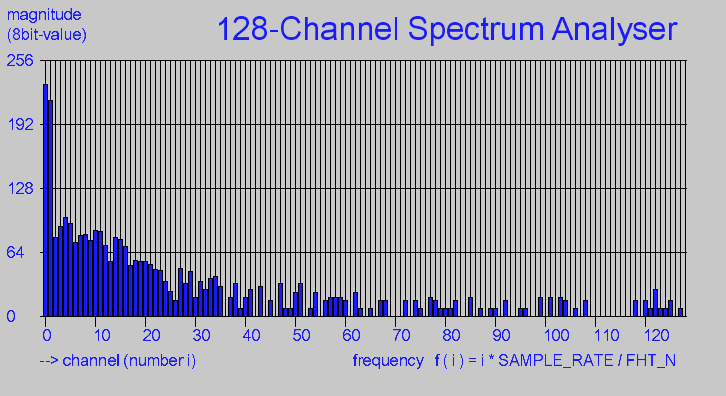 magnitude
(8bit-value)
128-Channel Spectrum Analyser
256
192
128
64
0
0 10 20 30 40 50 60 70 80 90 100 110 120
--> channel (number i)
frequency f ( i ) = i * SAMPLE_RATE / FHT_N